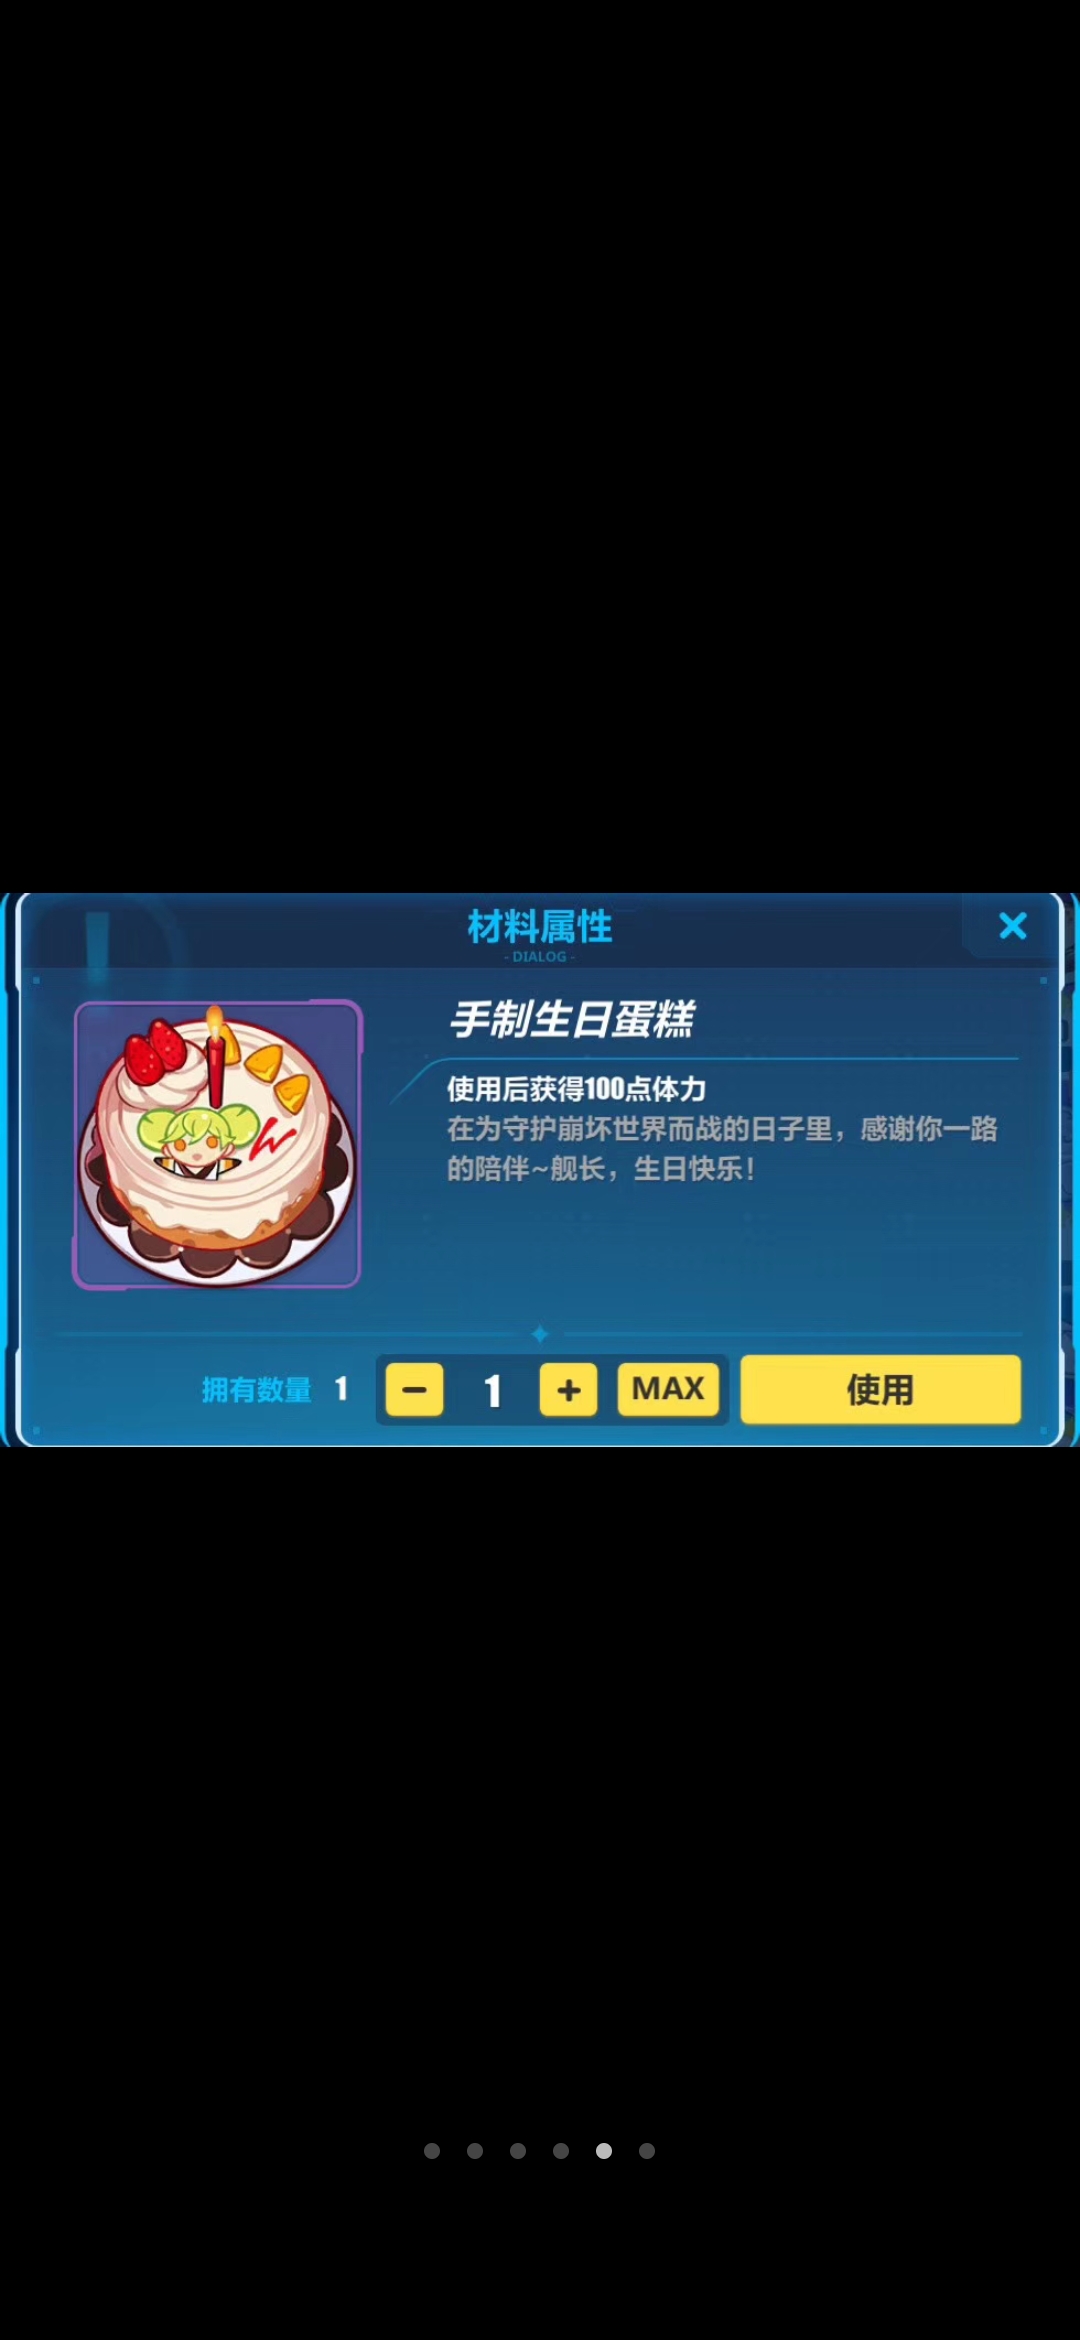 材料属性
- DIALOG -
手制生日蛋糕
使用后获得100点体力
在为守护崩坏世界而战的日子里，感谢你一路
的陪伴~舰长，生日快乐！
拥有数量 1 − 1 + MAX 使用